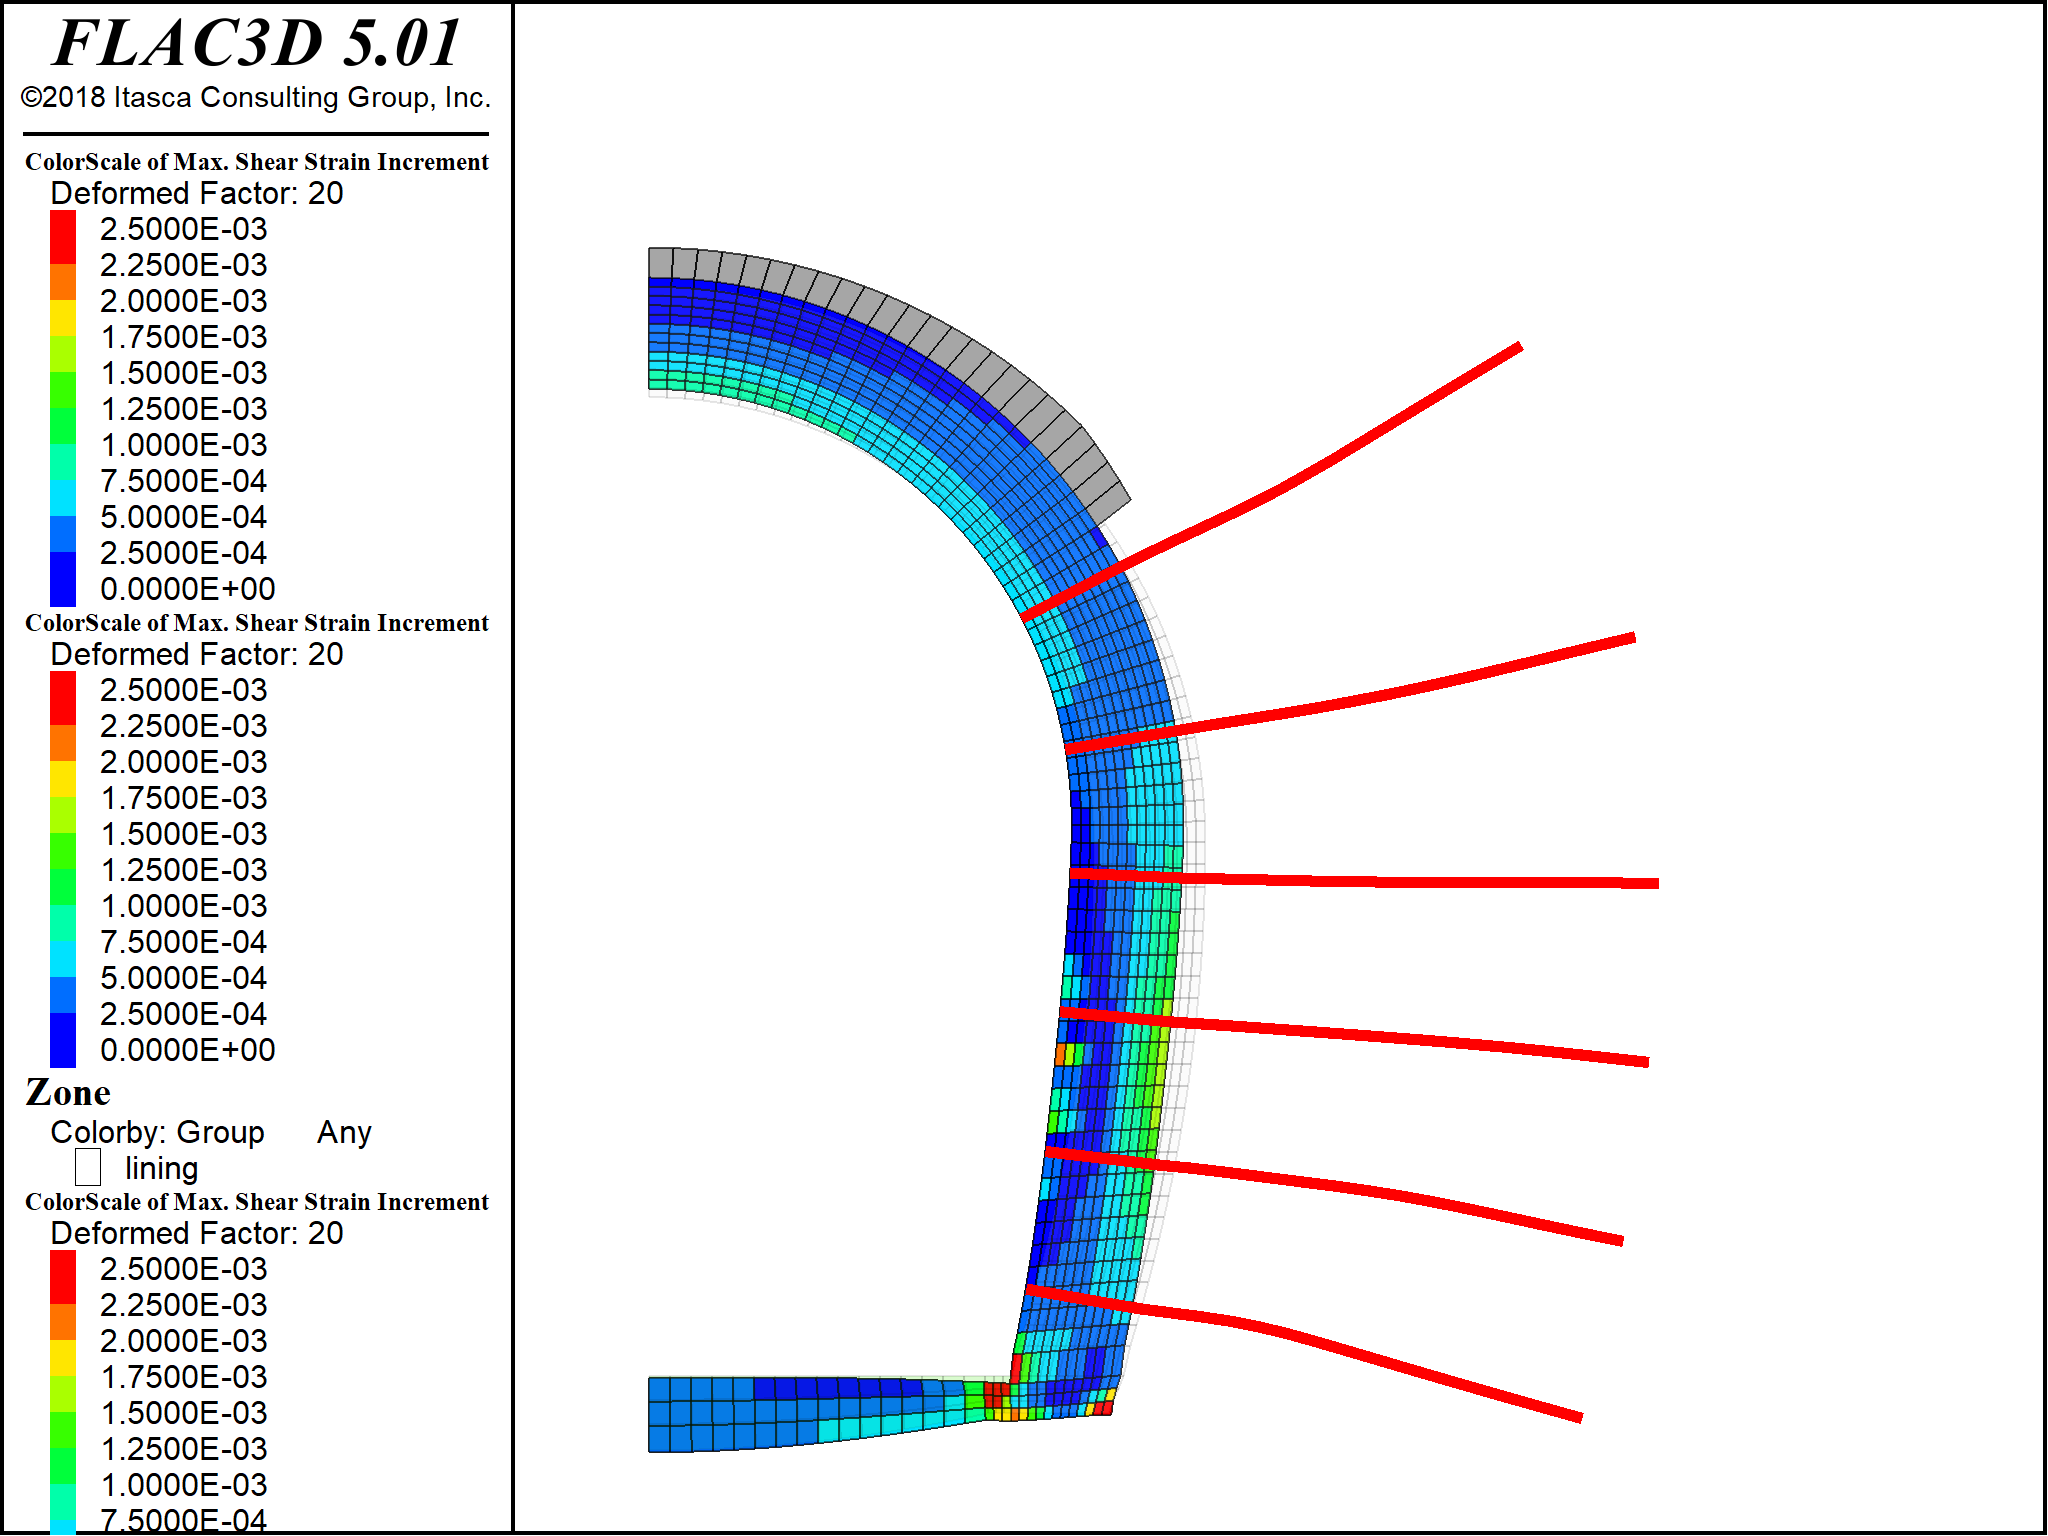 FLAC3D 5.01
©2018 Itasca Consulting Group, Inc.
ColorScale of Max. Shear Strain Increment
Deformed Factor: 20
2.5000E-03
2.2500E-03
2.0000E-03
1.7500E-03
1.5000E-03
1.2500E-03
1.0000E-03
7.5000E-04
5.0000E-04
2.5000E-04
0.0000E+00
ColorScale of Max. Shear Strain Increment
Deformed Factor: 20
2.5000E-03
2.2500E-03
2.0000E-03
1.7500E-03
1.5000E-03
1.2500E-03
1.0000E-03
7.5000E-04
5.0000E-04
2.5000E-04
0.0000E+00
Zone
Colorby: Group Any
lining
ColorScale of Max. Shear Strain Increment
Deformed Factor: 20
2.5000E-03
2.2500E-03
2.0000E-03
1.7500E-03
1.5000E-03
1.2500E-03
1.0000E-03
7.5000E-04